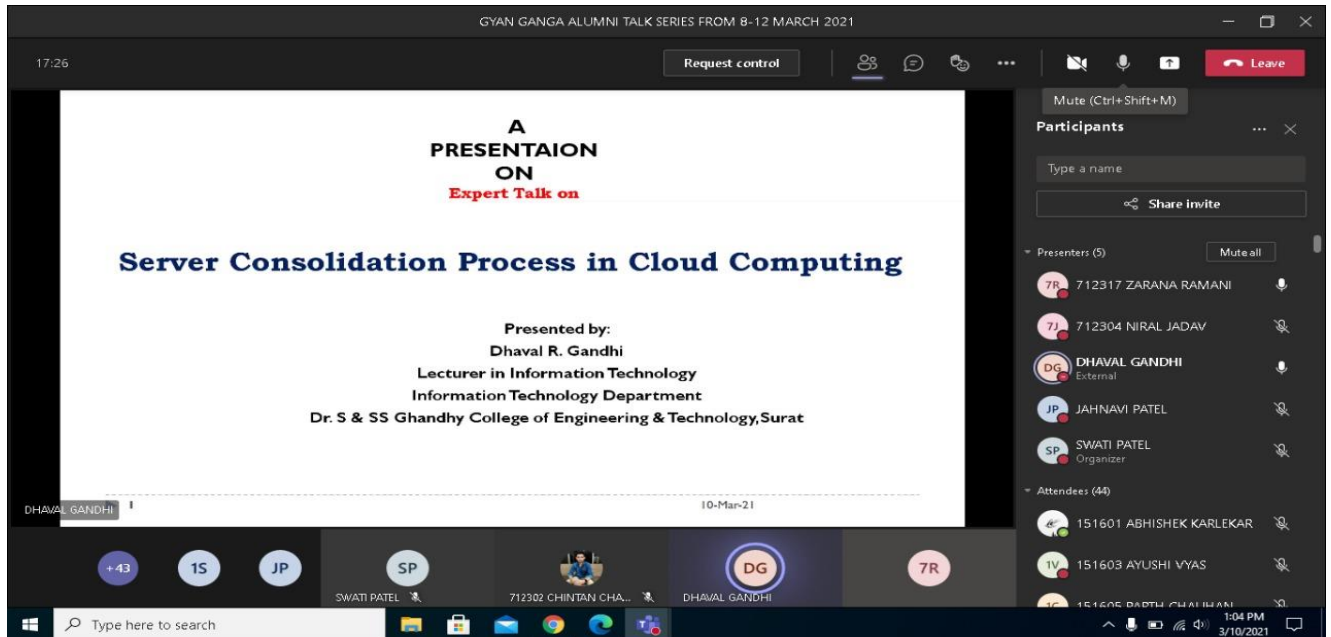 GYAN GANGA ALUMNI TALK SERIES FROM 8-12 MARCH 2021
17:26
Request control
Leave
Mute (Ctrl+Shift+M)
A
PRESENTAION
ON
Expert Talk on
Server Consolidation Process in Cloud Computing
Presented by:
Dhaval R. Gandhi
Lecturer in Information Technology
Information Technology Department
Dr. S & SS Ghandhy College of Engineering & Technology,Surat
1
10-Mar-21
DHAVAL GANDHI
Participants
Type a name
Share invite
Presenters (5)
Mute all
7R 712317 ZARANA RAMANI
7J 712304 NIRAL JADAV
DG DHAVAL GANDHI
External
JP JAHNAVI PATEL
SP SWATI PATEL
Organizer
Attendees (44)
151601 ABHISHEK KARLEKAR
1V 151603 AYUSHI VYAS
151605 PARTH CHAUHAN
+43
1S
JP
SP
SWATI PATEL
712302 CHINTAN CHA...
DG
DHAVAL GANDHI
7R
Type here to search
1:04 PM
3/10/2021